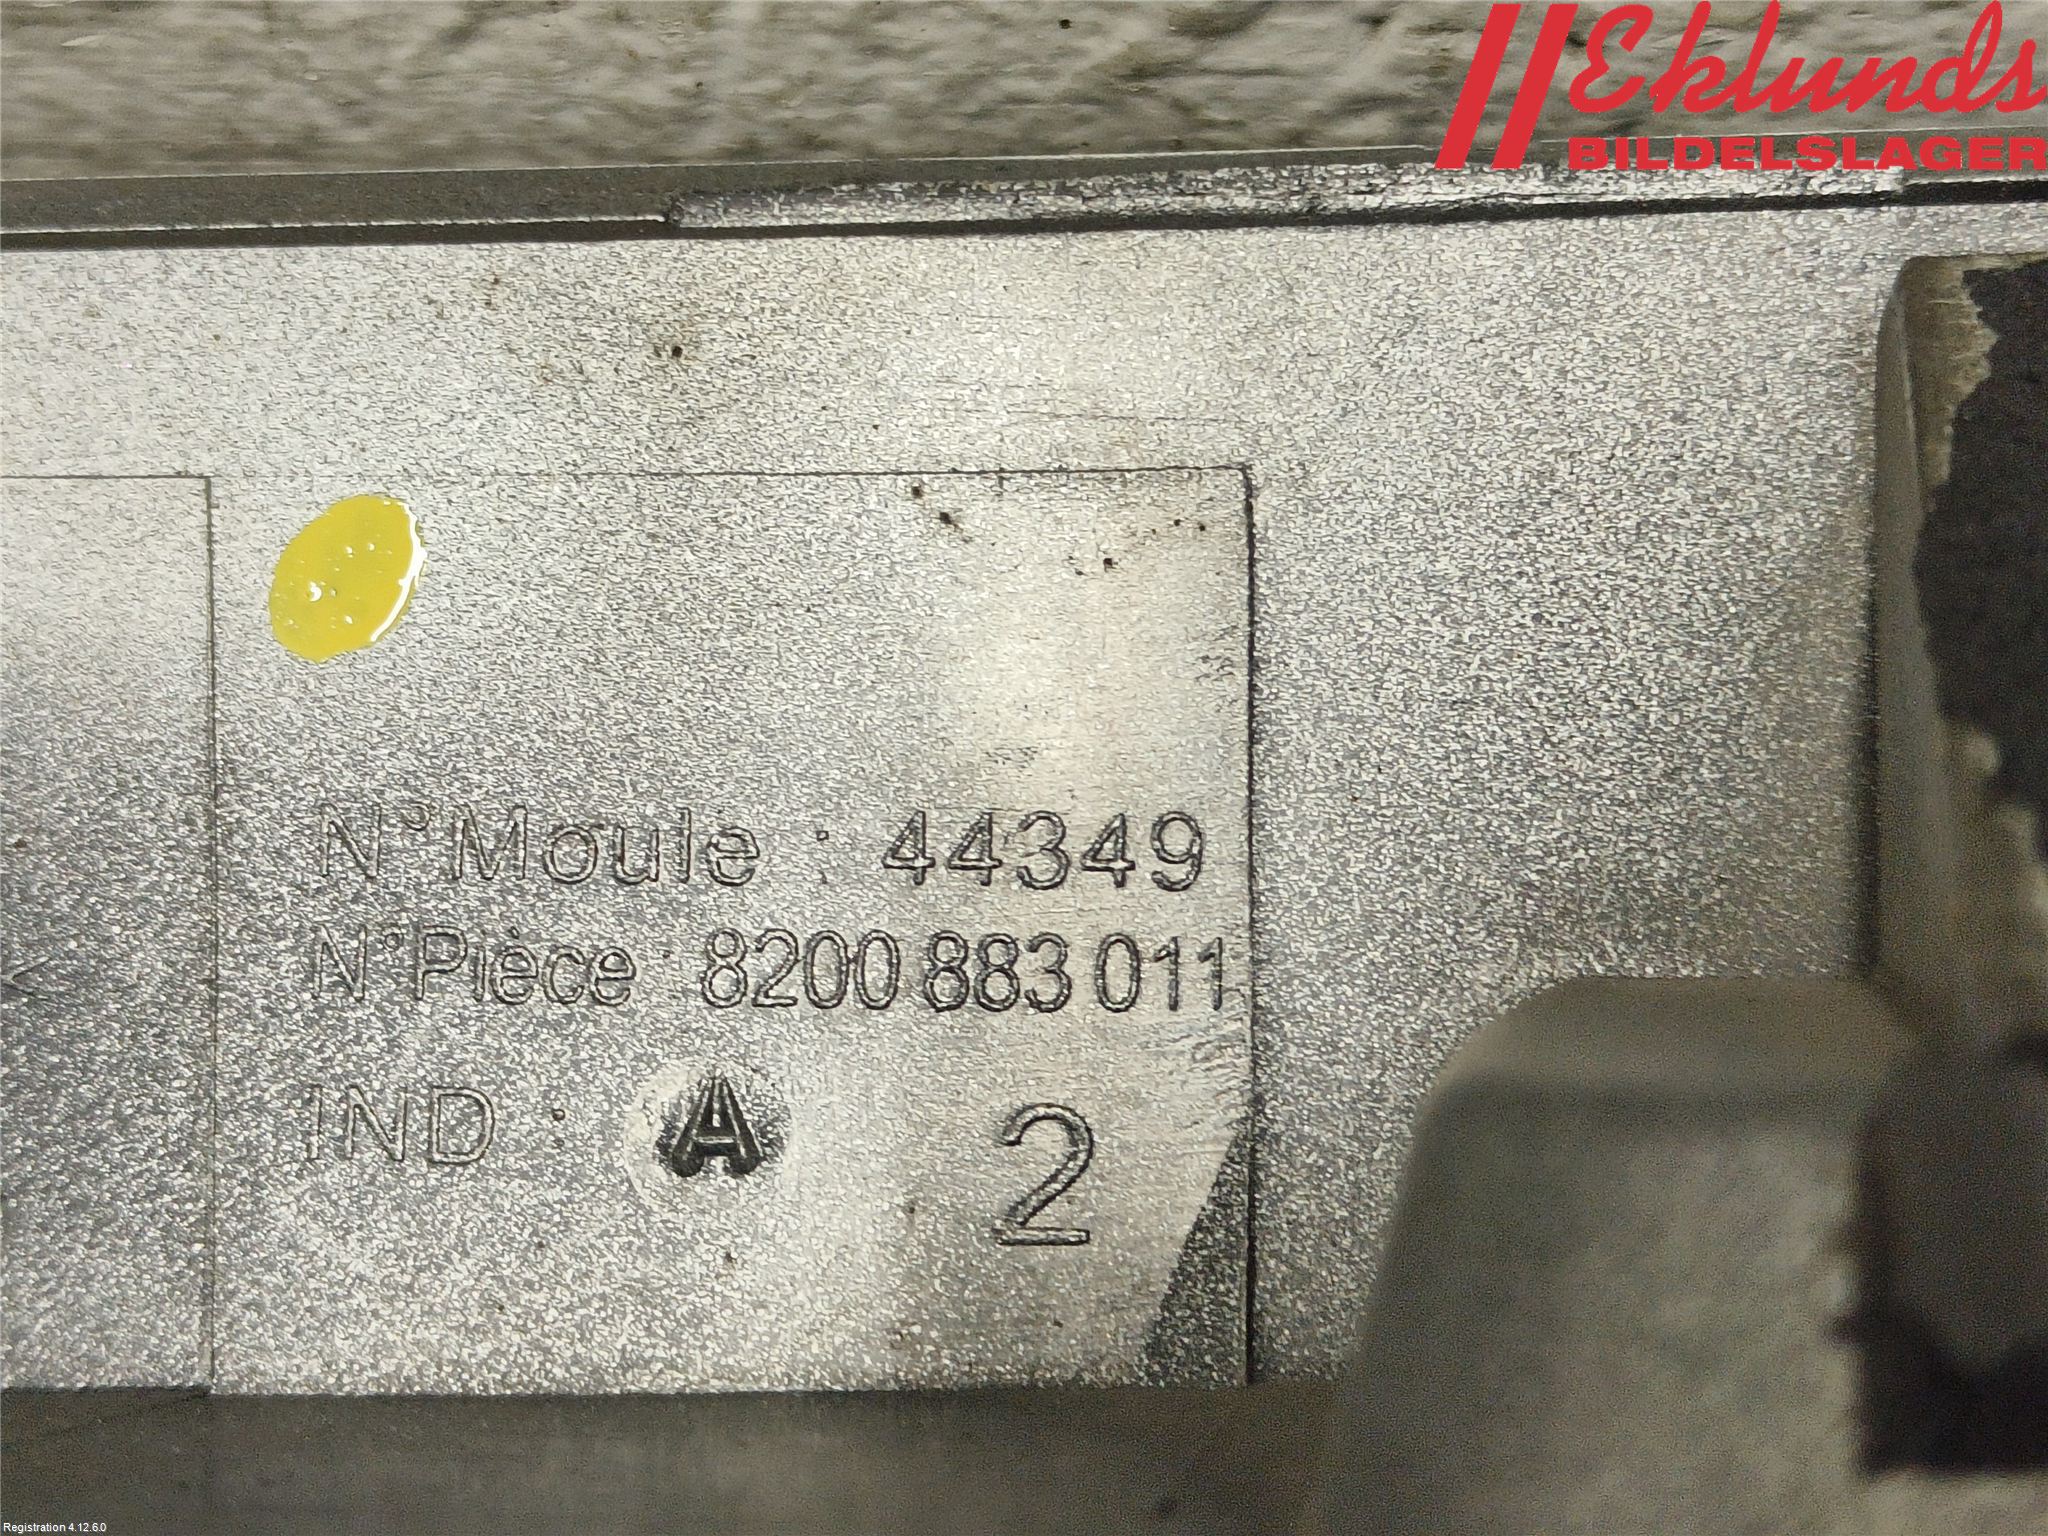 Eklunds
BILDELSLAGER
N° Moule : 44349
N° Pièce : 8200 883 011
IND : A 2
Registration 4.12.6.0